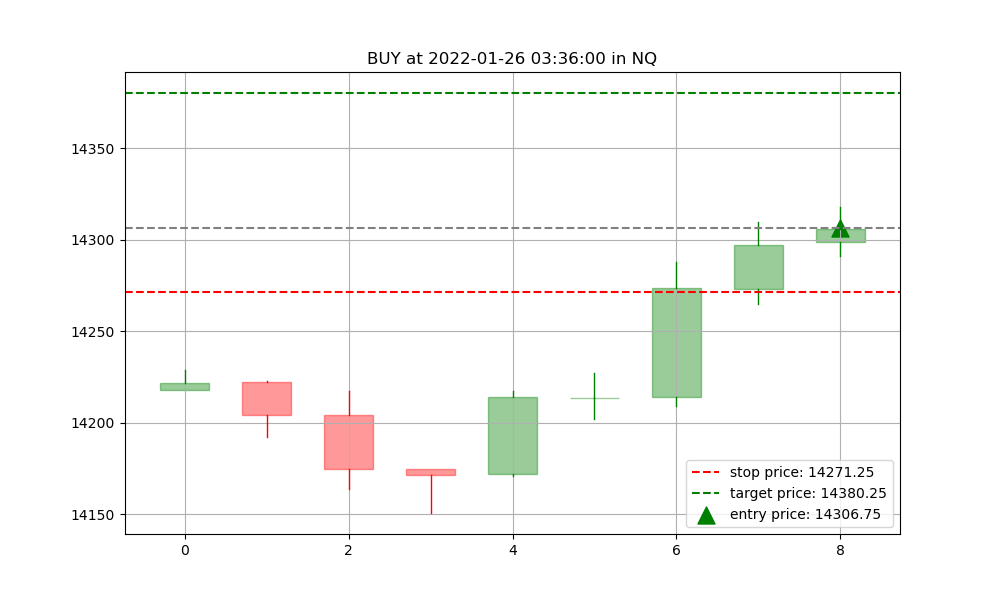 BUY at 2022-01-26 03:36:00 in NQ
14350
14300
14250
14200
14150
stop price: 14271.25
target price: 14380.25
entry price: 14306.75
0 2 4 6 8